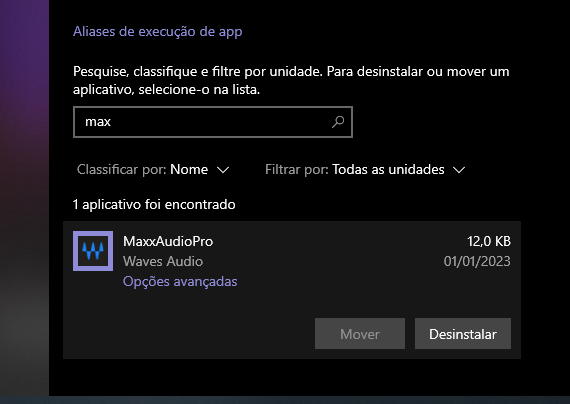 Aliases de execução de app
Pesquise, classifique e filtre por unidade. Para desinstalar ou mover um
aplicativo, selecione-o na lista.
max
Classificar por: Nome
Filtrar por: Todas as unidades
1 aplicativo foi encontrado
MaxxAudioPro
12,0 KB
Waves Audio
01/01/2023
Opções avançadas
Mover
Desinstalar